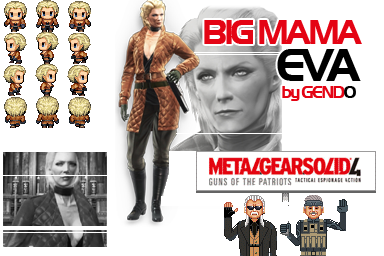 BIG MAMA
EVA
by GENDO
METAL GEAR SOLID 4
GUNS OF THE PATRIOTS TACTICAL ESPIONAGE ACTION